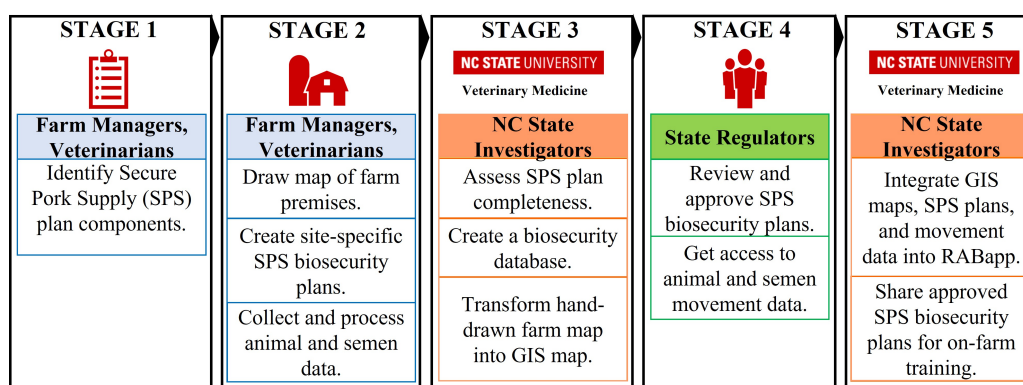 STAGE 1
Farm Managers,
Veterinarians
Identify Secure
Pork Supply (SPS)
plan components.
STAGE 2
Farm Managers,
Veterinarians
Draw map of farm
premises.
Create site-specific
SPS biosecurity
plans.
Collect and process
animal and semen
data.
STAGE 3
NC STATE UNIVERSITY
Veterinary Medicine
NC State
Investigators
Assess SPS plan
completeness.
Create a biosecurity
database.
Transform hand-
drawn farm map
into GIS map.
STAGE 4
State Regulators
Review and
approve SPS
biosecurity plans.
Get access to
animal and semen
movement data.
STAGE 5
NC STATE UNIVERSITY
Veterinary Medicine
NC State
Investigators
Integrate GIS
maps, SPS plans,
and movement
data into RABapp.
Share approved
SPS biosecurity
plans for on-farm
training.